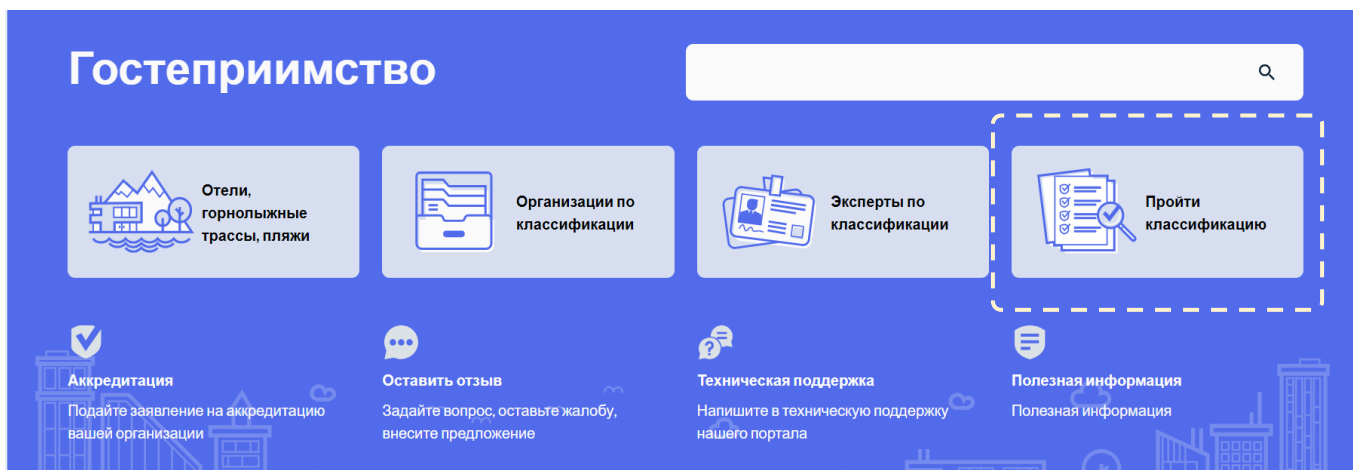 Гостеприимство
Отели,
горнолыжные
трассы, пляжи
Организации по
классификации
Эксперты по
классификации
Пройти
классификацию
Аккредитация
Подайте заявление на аккредитацию
вашей организации
Оставить отзыв
Задайте вопрос, оставьте жалобу,
внесите предложение
Техническая поддержка
Напишите в техническую поддержку
нашего портала
Полезная информация
Полезная информация